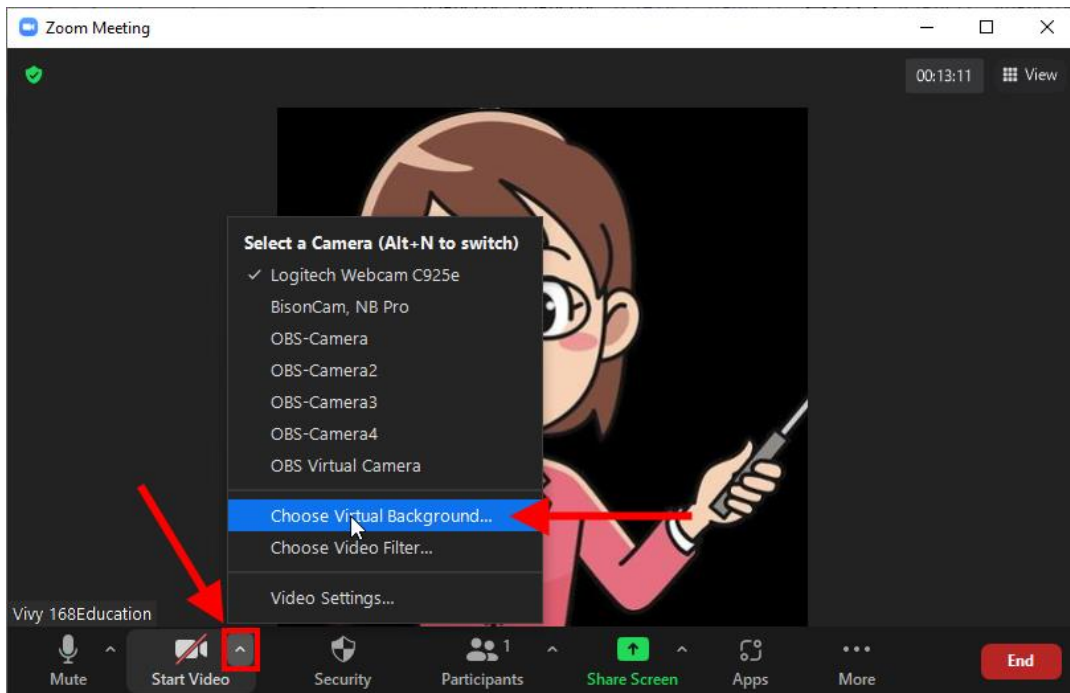 Zoom Meeting
00:13:11
View
Select a Camera (Alt+N to switch)
Logitech Webcam C925e
BisonCam, NB Pro
OBS-Camera
OBS-Camera2
OBS-Camera3
OBS-Camera4
OBS Virtual Camera
Choose Virtual Background...
Choose Video Filter...
Video Settings...
Vivy 168Education
Mute
Start Video
Security
1
Participants
Share Screen
Apps
More
End